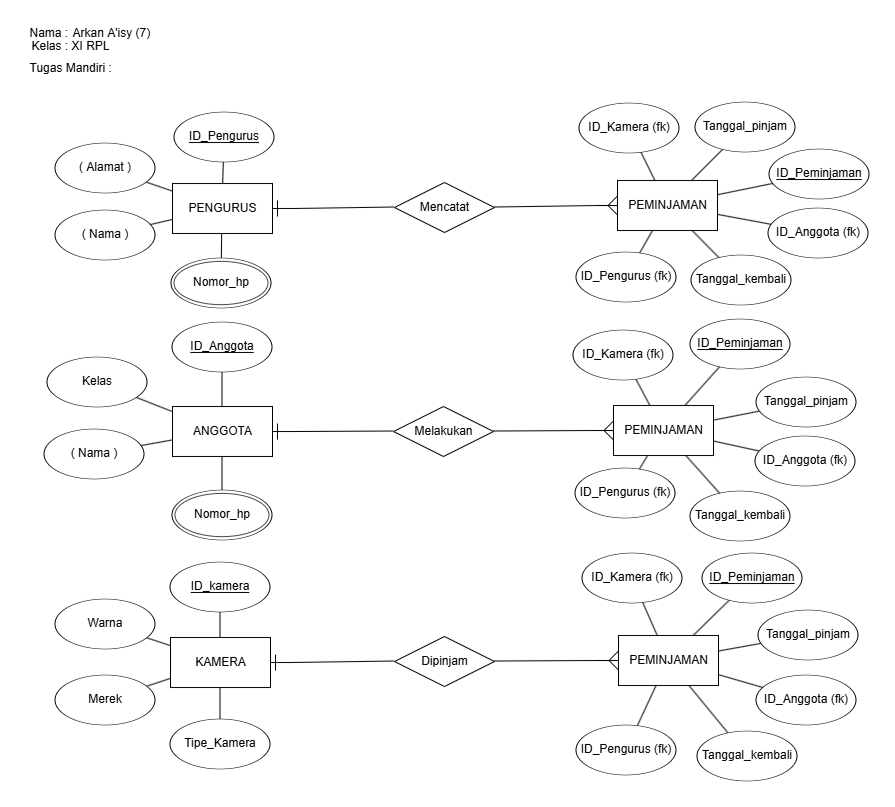 Nama : Arkan A'isy (7)
Kelas : XI RPL
Tugas Mandiri :
ID_Pengurus
( Alamat )
PENGURUS
( Nama )
Nomor_hp
Mencatat
ID_Kamera (fk)
Tanggal_pinjam
ID_Peminjaman
PEMINJAMAN
ID_Anggota (fk)
ID_Pengurus (fk)
Tanggal_kembali
ID_Anggota
Kelas
ANGGOTA
( Nama )
Nomor_hp
Melakukan
ID_Kamera (fk)
ID_Peminjaman
Tanggal_pinjam
PEMINJAMAN
ID_Anggota (fk)
ID_Pengurus (fk)
Tanggal_kembali
ID_kamera
Warna
KAMERA
Merek
Tipe_Kamera
Dipinjam
ID_Kamera (fk)
ID_Peminjaman
Tanggal_pinjam
PEMINJAMAN
ID_Anggota (fk)
ID_Pengurus (fk)
Tanggal_kembali